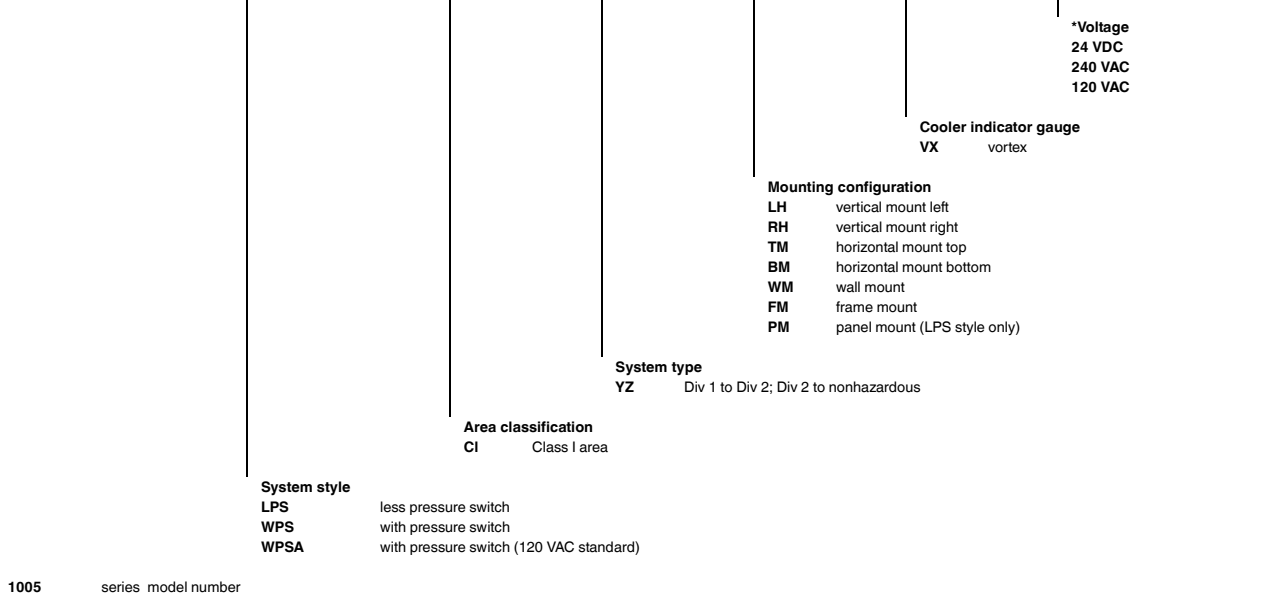 *Voltage
24 VDC
240 VAC
120 VAC
Cooler indicator gauge
VX vortex
Mounting configuration
LH vertical mount left
RH vertical mount right
TM horizontal mount top
BM horizontal mount bottom
WM wall mount
FM frame mount
PM panel mount (LPS style only)
System type
YZ Div 1 to Div 2; Div 2 to nonhazardous
Area classification
CI Class I area
System style
LPS less pressure switch
WPS with pressure switch
WPSA with pressure switch (120 VAC standard)
1005 series model number